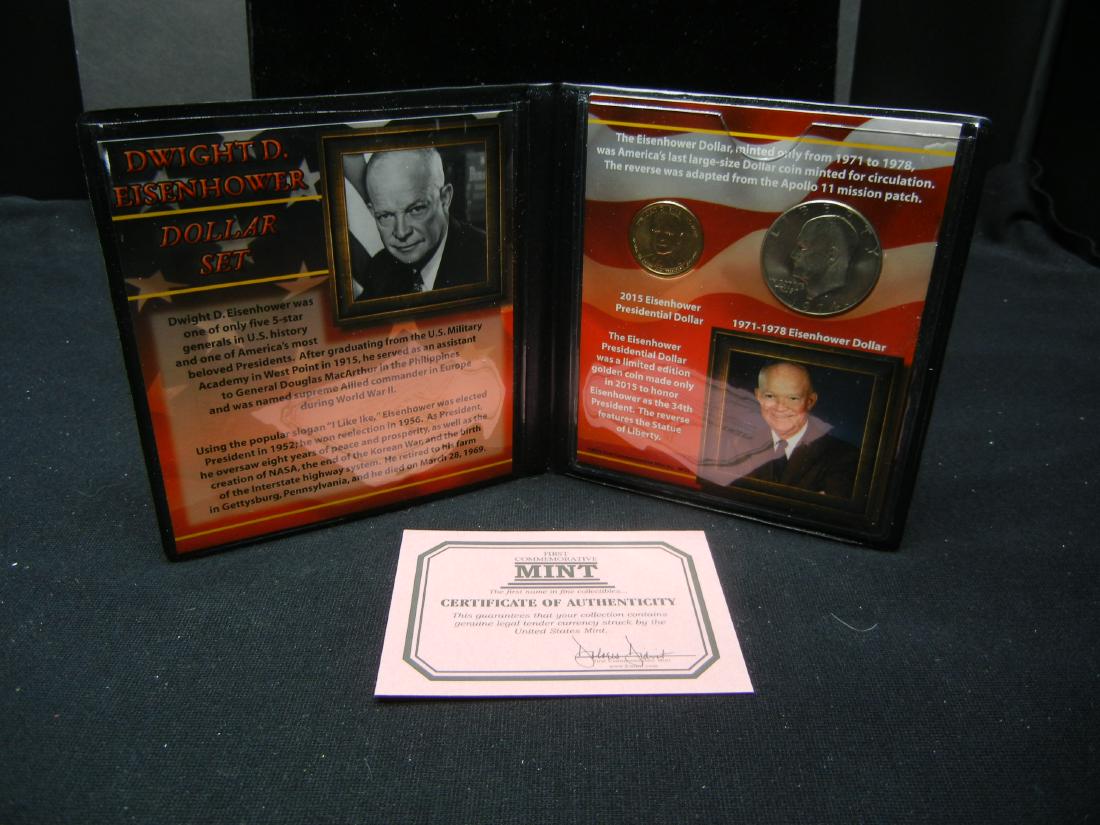 DWIGHT D.
EISENHOWER
DOLLAR
SET
Dwight D. Eisenhower was
one of only five 5-star
generals in U.S. history
and one of America's most
beloved Presidents. After graduating from the U.S. Military
Academy in West Point in 1915, he served as an assistant
to General Douglas MacArthur in the Philippines
and was named supreme Allied commander in Europe
during World War II.
Using the popular slogan "I Like Ike," Eisenhower was elected
President in 1952; he won reelection in 1956. As President,
he oversaw eight years of peace and prosperity, as well as the
creation of NASA, the end of the Korean War, and the birth
of the Interstate highway system. He retired to his farm
in Gettysburg, Pennsylvania, and he died on March 28, 1969.
The Eisenhower Dollar, minted only from 1971 to 1978,
was America's last large-size Dollar coin minted for circulation.
The reverse was adapted from the Apollo 11 mission patch.
LIBERTY
2015 Eisenhower
Presidential Dollar
1971-1978 Eisenhower Dollar
The Eisenhower
Presidential Dollar
was a limited edition
golden coin made only
in 2015 to honor
Eisenhower as the 34th
President. The reverse
features the Statue
of Liberty.
FIRST
COMMEMORATIVE
MINT
The first name in fine collectibles...
CERTIFICATE OF AUTHENTICITY
This guarantees that your collection contains
genuine legal tender currency struck by the
United States Mint.
First Commemorative Mint